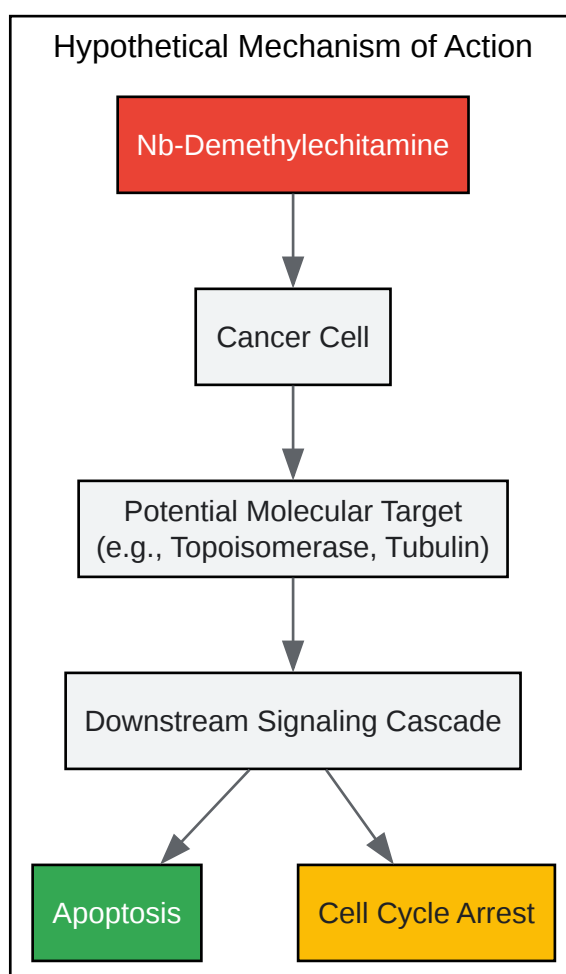 Hypothetical Mechanism of Action
Nb-Demethylechitamine
Cancer Cell
Potential Molecular Target
(e.g., Topoisomerase, Tubulin)
Downstream Signaling Cascade
Apoptosis
Cell Cycle Arrest